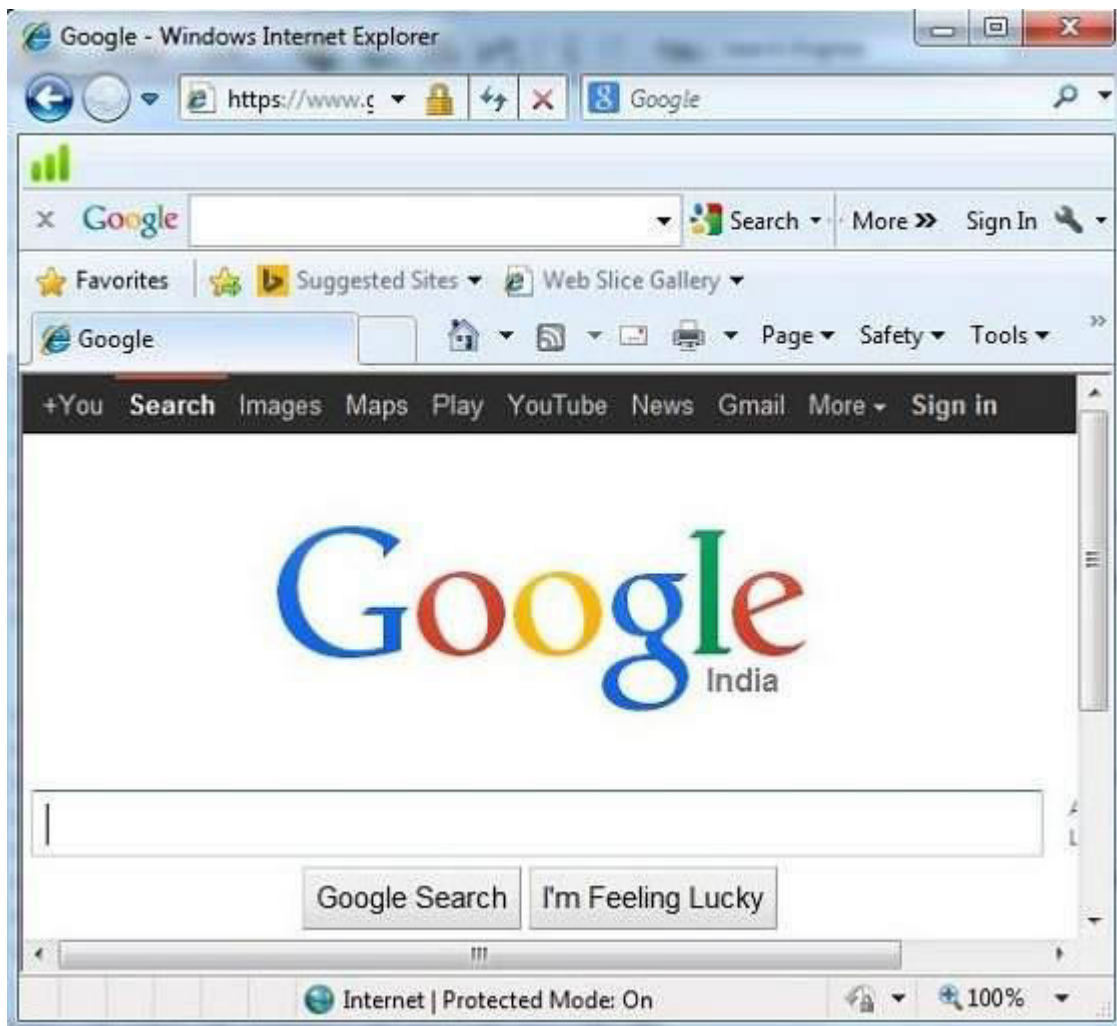 Google - Windows Internet Explorer
https://www.g Google
Google Search More » Sign In
Favorites Suggested Sites Web Slice Gallery
Google Page Safety Tools »
+You Search Images Maps Play YouTube News Gmail More Sign in
Google
India
Google Search I'm Feeling Lucky
Internet | Protected Mode: On 100%